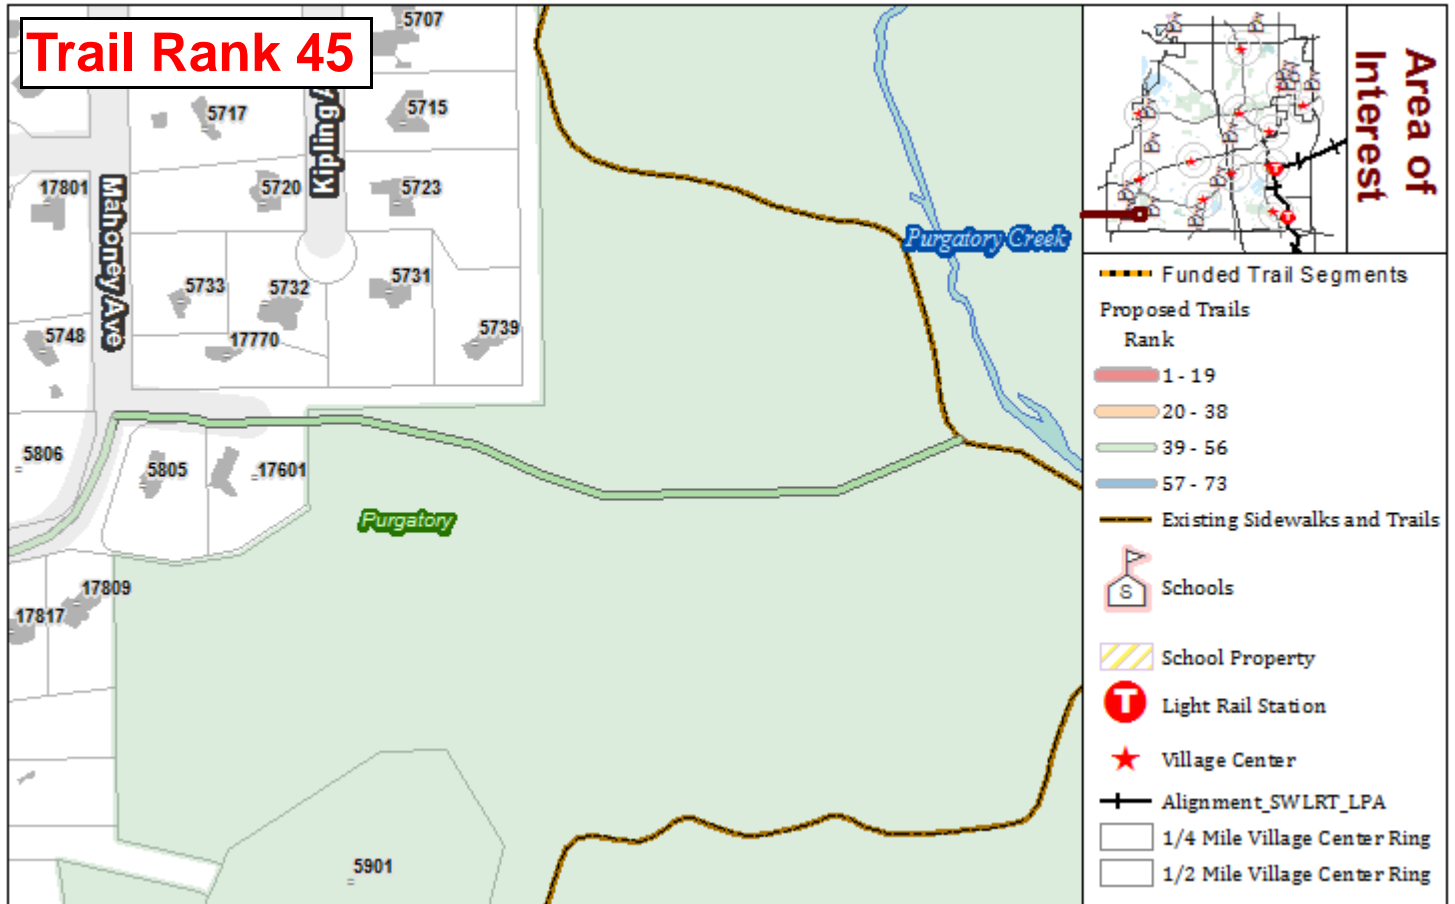 Trail Rank 45
5707
5717
5715
Kipling
17801
5720
5723
Mahoney Ave
Purgatory Creek
5733
5732
5731
5748
17770
5739
5806
5805
17601
Purgatory
17809
17817
5901
Area of
Interest
Funded Trail Segments
Proposed Trails
Rank
1 - 19
20 - 38
39 - 56
57 - 73
Existing Sidewalks and Trails
S
Schools
School Property
T
Light Rail Station
Village Center
Alignment_SWLRT_LPA
1/4 Mile Village Center Ring
1/2 Mile Village Center Ring